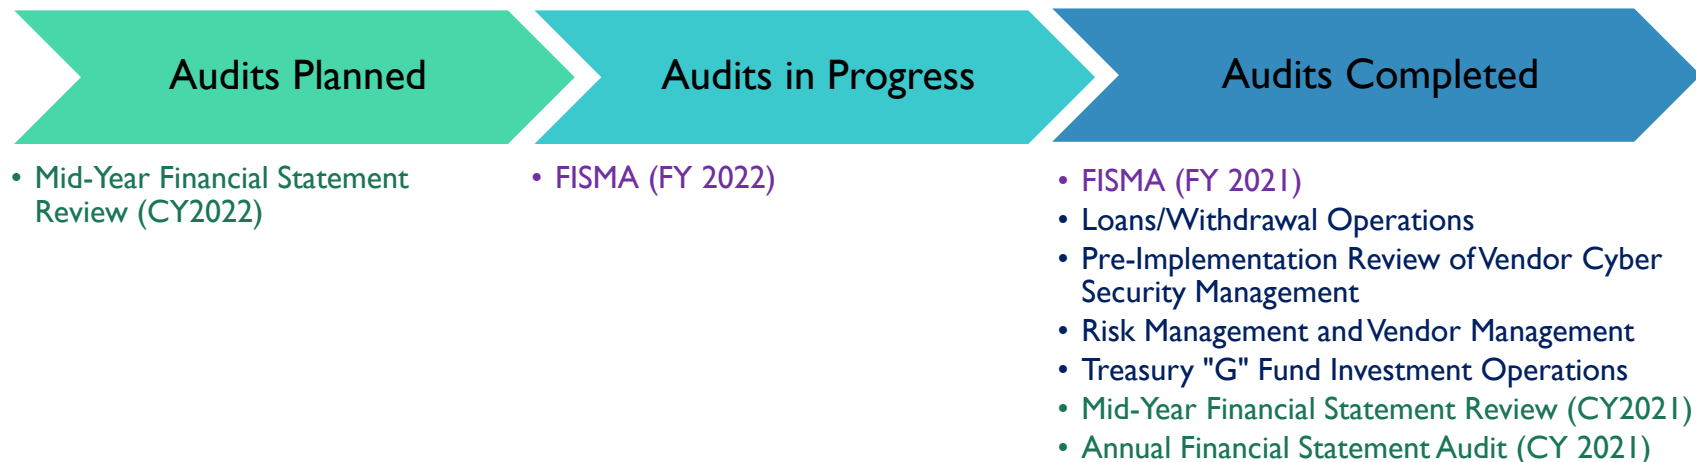 Audits Planned
Audits in Progress
Audits Completed
• Mid-Year Financial Statement
Review (CY2022)
• FISMA (FY 2022)
• FISMA (FY 2021)
• Loans/Withdrawal Operations
• Pre-Implementation Review of Vendor Cyber
Security Management
• Risk Management and Vendor Management
• Treasury "G" Fund Investment Operations
• Mid-Year Financial Statement Review (CY2021)
• Annual Financial Statement Audit (CY 2021)